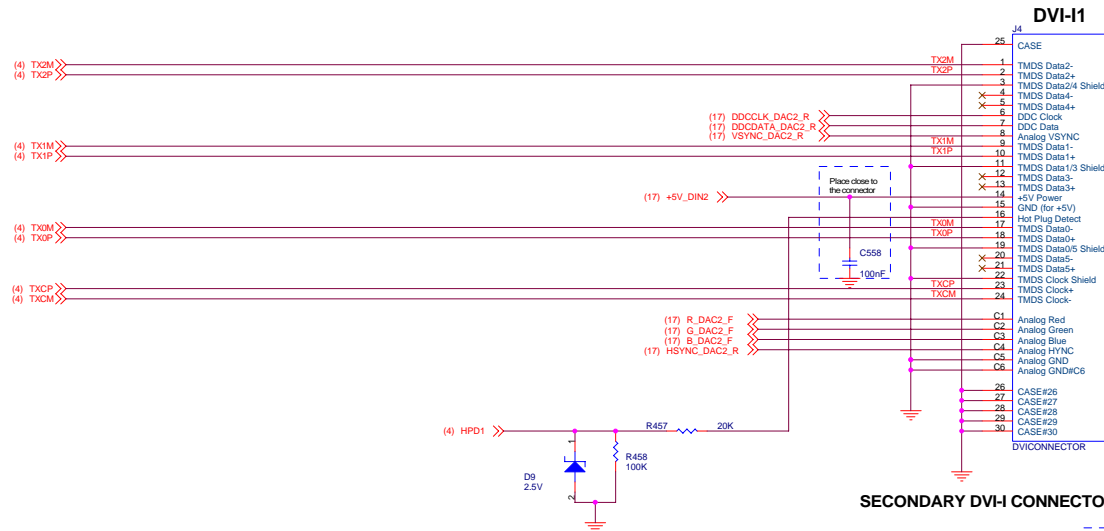 DVI-I1
J4
25 CASE
(4) TX2M TX2M 1 TMDS Data2-
(4) TX2P TX2P 2 TMDS Data2+
3 TMDS Data2/4 Shield
4 TMDS Data4-
5 TMDS Data4+
(17) DDCCLK_DAC2_R 6 DDC Clock
(17) DDCDATA_DAC2_R 7 DDC Data
(17) VSYNC_DAC2_R 8 Analog VSYNC
(4) TX1M TX1M 9 TMDS Data1-
(4) TX1P TX1P 10 TMDS Data1+
11 TMDS Data1/3 Shield
12 TMDS Data3-
13 TMDS Data3+
Place close to
the connector
(17) +5V_DIN2 14 +5V Power
15 GND (for +5V)
16 Hot Plug Detect
(4) TX0M TX0M 17 TMDS Data0-
(4) TX0P TX0P 18 TMDS Data0+
19 TMDS Data0/5 Shield
C558
100nF
20 TMDS Data5-
21 TMDS Data5+
22 TMDS Clock Shield
(4) TXCP TXCP 23 TMDS Clock+
(4) TXCM TXCM 24 TMDS Clock-
(17) R_DAC2_F C1 Analog Red
(17) G_DAC2_F C2 Analog Green
(17) B_DAC2_F C3 Analog Blue
(17) HSYNC_DAC2_R C4 Analog HYNC
C5 Analog GND
C6 Analog GND#C6
26 CASE#26
27 CASE#27
28 CASE#28
29 CASE#29
30 CASE#30
DVICONNECTOR
(4) HPD1
R457 20K
1
R458
100K
D9
2.5V
2
SECONDARY DVI-I CONNECTO